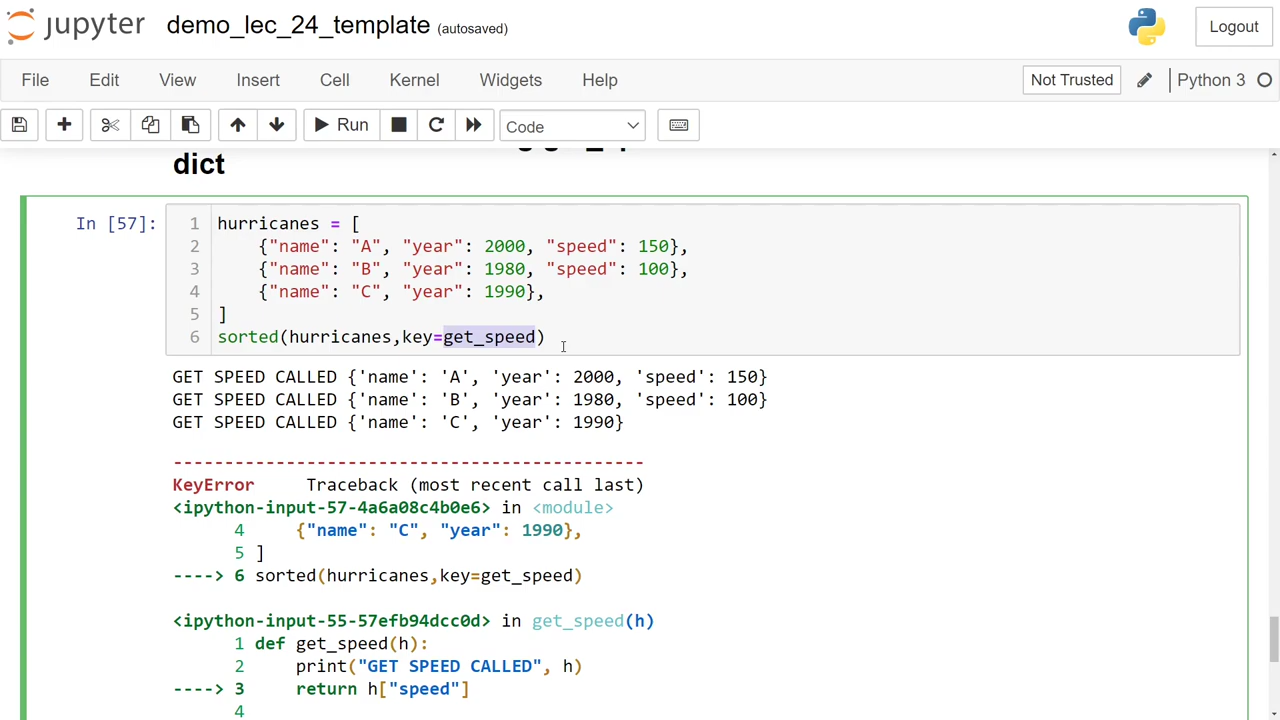 jupyter demo_lec_24_template (autosaved) Logout
File Edit View Insert Cell Kernel Widgets Help Not Trusted Python 3
Run Code
dict
In [57]:
1 hurricanes = [
2     {"name": "A", "year": 2000, "speed": 150},
3     {"name": "B", "year": 1980, "speed": 100},
4     {"name": "C", "year": 1990},
5 ]
6 sorted(hurricanes,key=get_speed)
GET SPEED CALLED {'name': 'A', 'year': 2000, 'speed': 150}
GET SPEED CALLED {'name': 'B', 'year': 1980, 'speed': 100}
GET SPEED CALLED {'name': 'C', 'year': 1990}
---------------------------------------------
KeyError     Traceback (most recent call last)
<ipython-input-57-4a6a08c4b0e6> in <module>
      4     {"name": "C", "year": 1990},
      5 ]
----> 6 sorted(hurricanes,key=get_speed)
<ipython-input-55-57efb94dcc0d> in get_speed(h)
      1 def get_speed(h):
      2     print("GET SPEED CALLED", h)
----> 3     return h["speed"]
      4